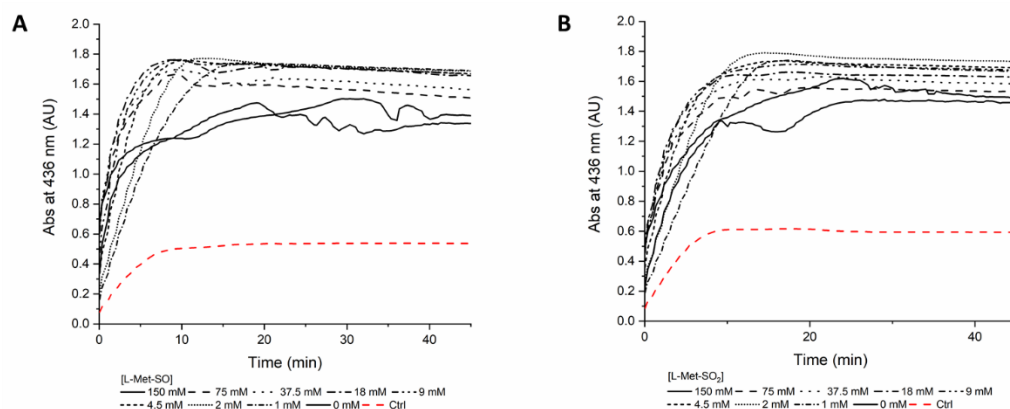 A
Abs at 436 nm (AU)
2.0
1.8
1.6
1.4
1.2
1.0
0.8
0.6
0.4
0.2
0.0
0 10 20 30 40
Time (min)
[L-Met-SO]
150 mM 75 mM 37.5 mM 18 mM 9 mM
4.5 mM 2 mM 1 mM 0 mM Ctrl
B
Abs at 436 nm (AU)
2.0
1.8
1.6
1.4
1.2
1.0
0.8
0.6
0.4
0.2
0.0
0 20 40
Time (min)
[L-Met-SO₂]
150 mM 75 mM 37.5 mM 18 mM 9 mM
4.5 mM 2 mM 1 mM 0 mM Ctrl